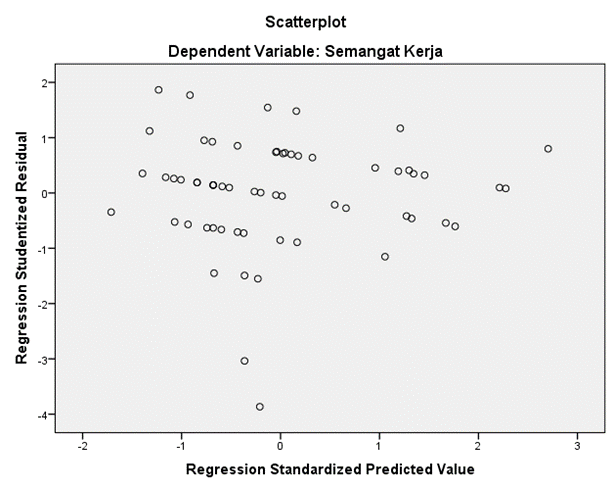 Scatterplot
Dependent Variable: Semangat Kerja
Regression Studentized Residual
2
1
0
-1
-2
-3
-4
-2 -1 0 1 2 3
Regression Standardized Predicted Value